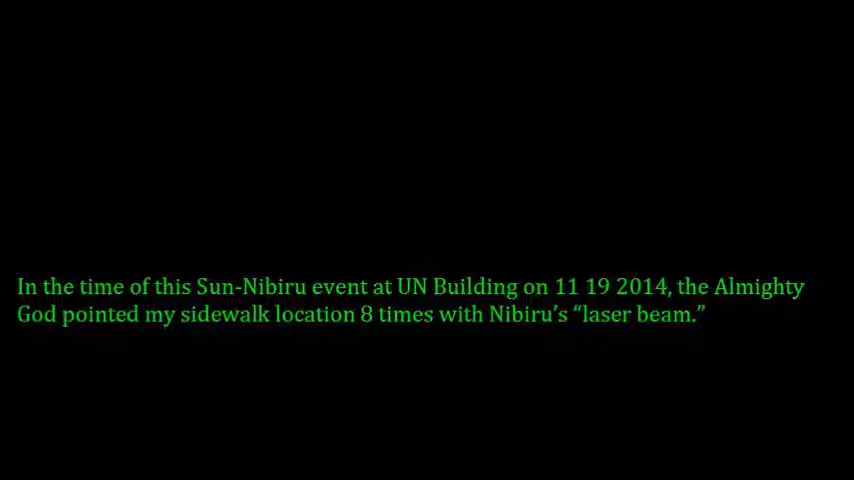 In the time of this Sun-Nibiru event at UN Building on 11 19 2014, the Almighty
God pointed my sidewalk location 8 times with Nibiru’s “laser beam.”